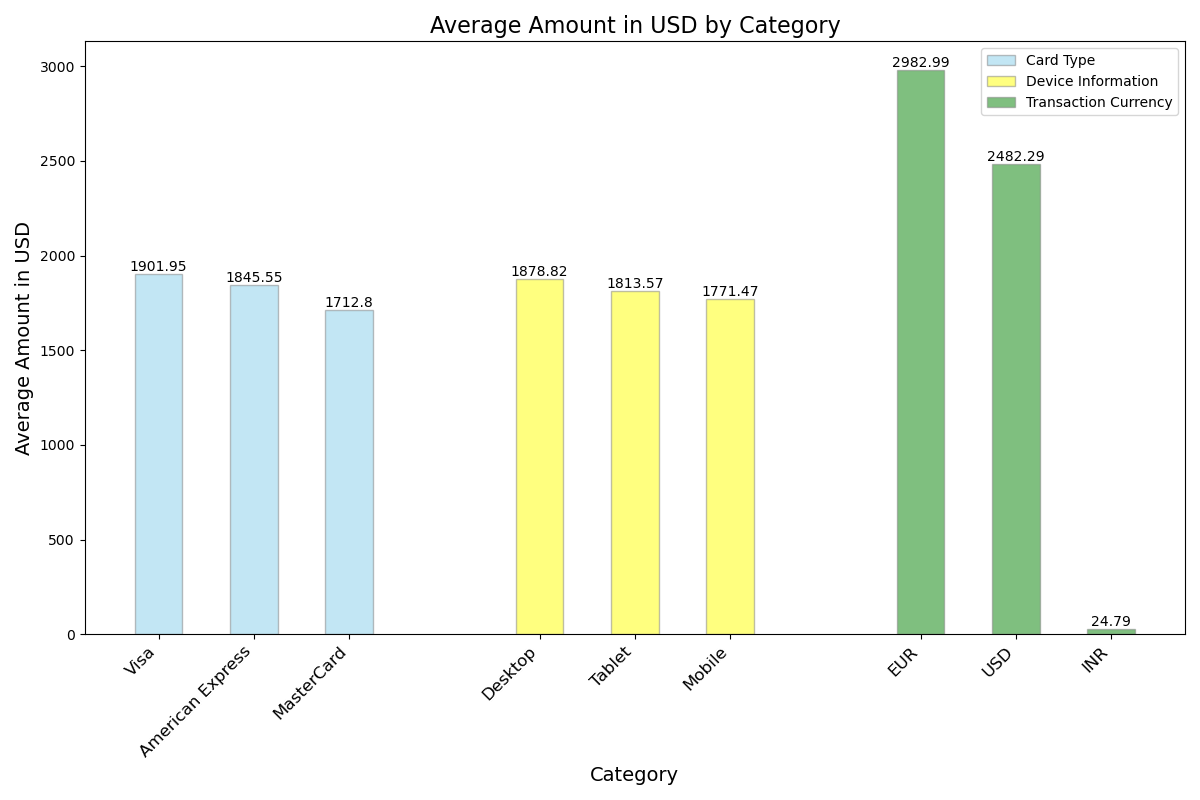 Average Amount in USD by Category
Average Amount in USD
3000
2500
2000
1500
1000
500
0
1901.95
1845.55
1712.8
1878.82
1813.57
1771.47
2982.99
2482.29
24.79
Card Type
Device Information
Transaction Currency
Visa
American Express
MasterCard
Desktop
Tablet
Mobile
EUR
USD
INR
Category